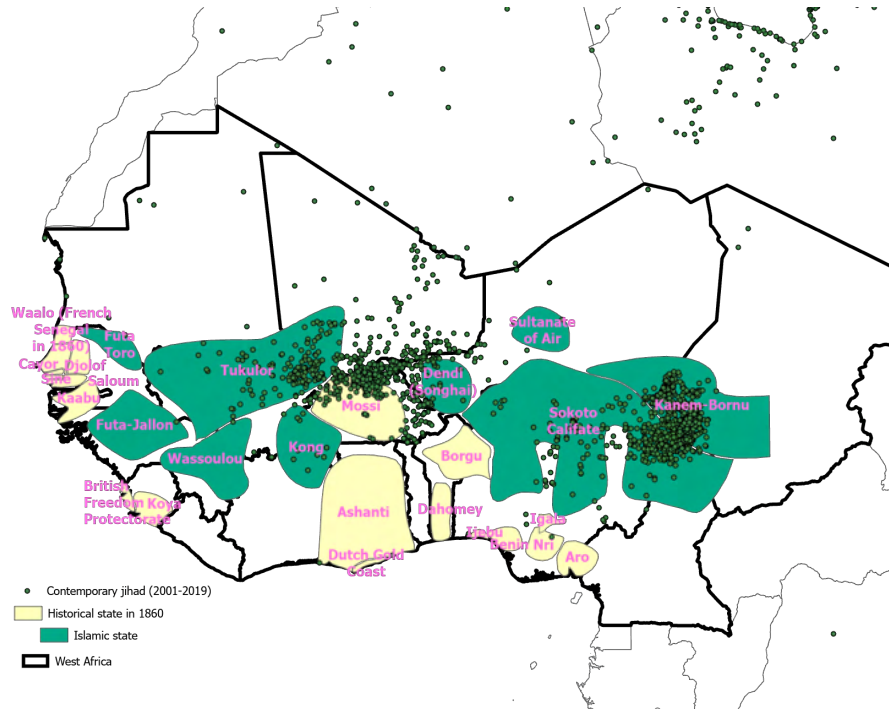 Waalo (French
Senegal
in 1860)
Futa
Toro
Cayor
Djolof
Sine
Saloum
Kaabu
Futa-Jallon
Tukulor
Wassoulou
Kong
Mossi
Dendi
(Songhai)
Sultanate
of Air
Sokoto
Califate
Kanem-Bornu
Borgu
British
Freedom
Protectorate
Koya
Ashanti
Dutch Gold
Coast
Dahomey
Ijebu
Benin
Igala
Nri
Aro
Contemporary jihad (2001-2019)
Historical state in 1860
Islamic state
West Africa